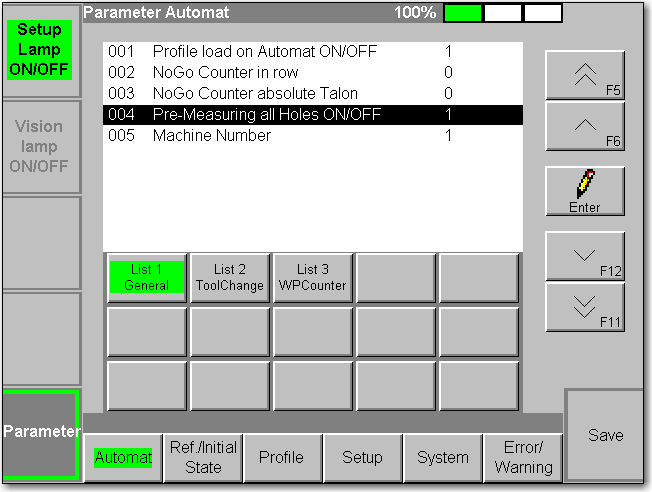 Parameter Automat 100%
Setup
Lamp
ON/OFF
Vision
lamp
ON/OFF
Parameter
001 Profile load on Automat ON/OFF 1
002 NoGo Counter in row 0
003 NoGo Counter absolute Talon 0
004 Pre-Measuring all Holes ON/OFF 1
005 Machine Number 1
F5
F6
Enter
F12
F11
List 1
General
List 2
ToolChange
List 3
WPCounter
Automat
Ref./Initial
State
Profile
Setup
System
Error/
Warning
Save